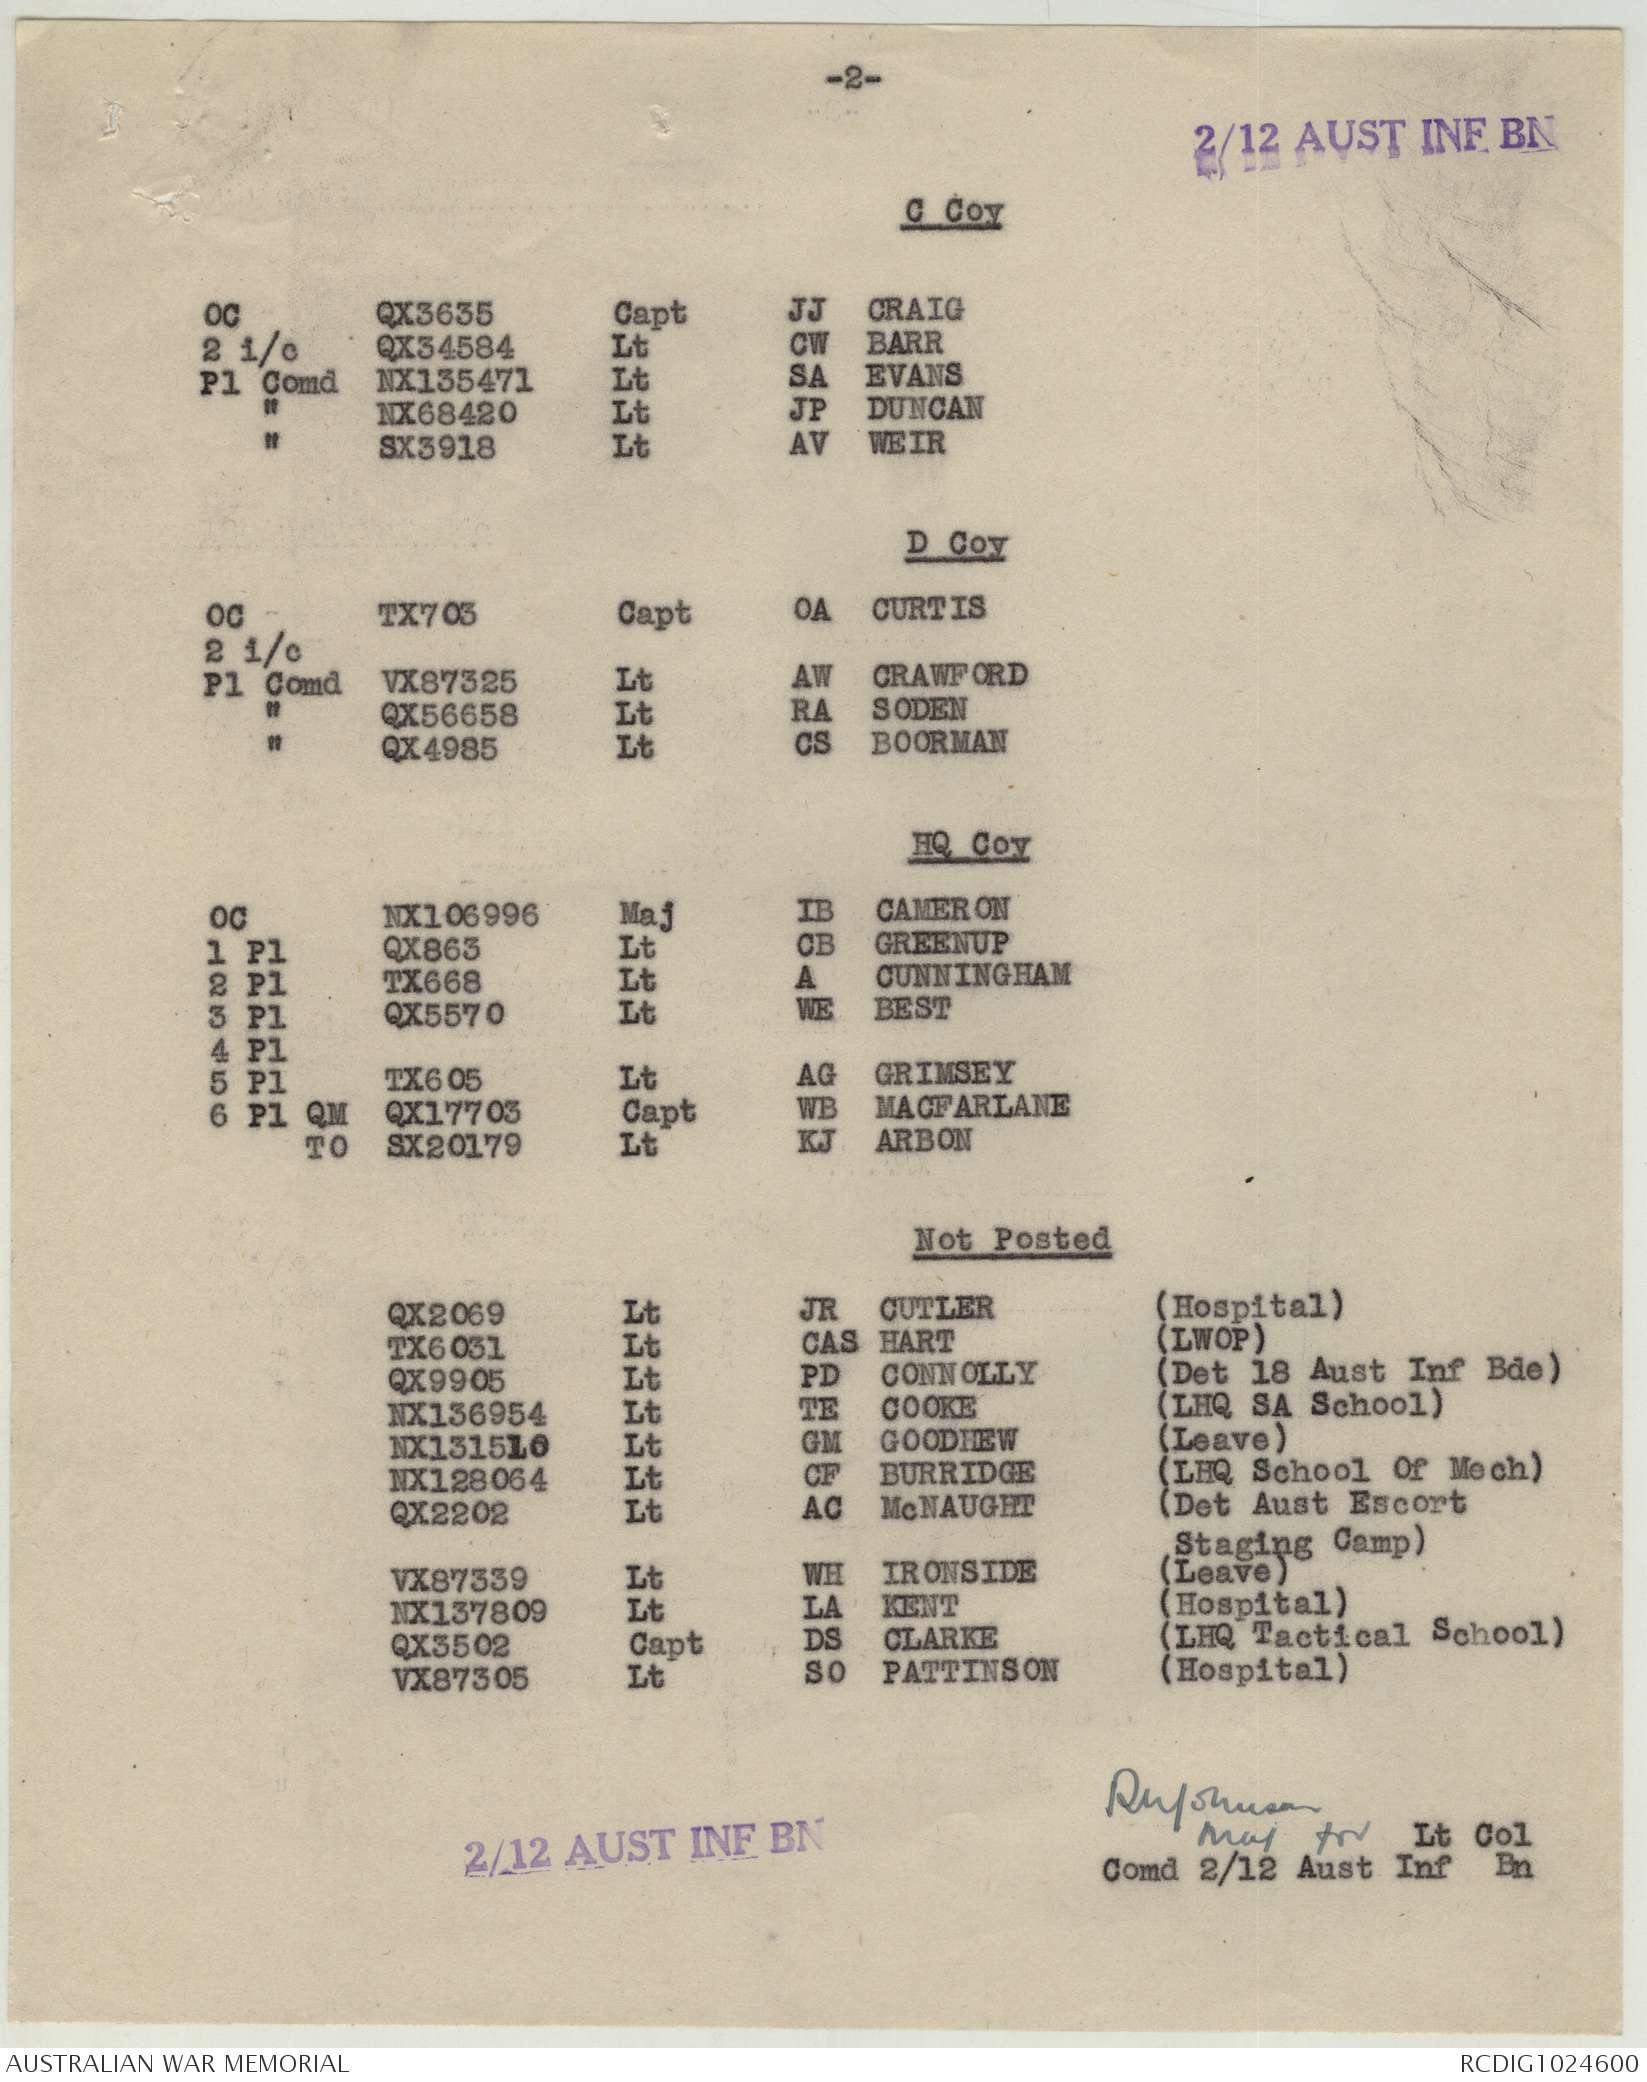 -2-
2/12 AUST INF BN
C Coy
OC QX3635 Capt JJ CRAIG
2 i/c QX34584 Lt CW BARR
Pl Comd NX135471 Lt SA EVANS
" NX68420 Lt JP DUNCAN
" SX3918 Lt AV WEIR
D Coy
OC TX703 Capt OA CURTIS
2 i/c
Pl Comd VX87325 Lt AW CRAWFORD
" QX56658 Lt RA SODEN
" QX4985 Lt CS BOORMAN
HQ Coy
OC NX106996 Maj IB CAMERON
1 Pl QX863 Lt CB GREENUP
2 Pl TX668 Lt A CUNNINGHAM
3 Pl QX5570 Lt WE BEST
4 Pl
5 Pl TX605 Lt AG GRIMSEY
6 Pl QM QX17703 Capt WB MACFARLANE
TO SX20179 Lt KJ ARBON
Not Posted
QX2069 Lt JR CUTLER (Hospital)
TX6031 Lt CAS HART (LWOP)
QX9905 Lt PD CONNOLLY (Det 18 Aust Inf Bde)
NX136954 Lt TE COOKE (LHQ SA School)
NX131510 Lt GM GOODHEW (Leave)
NX128064 Lt CF BURRIDGE (LHQ School Of Mech)
QX2202 Lt AC McNAUGHT (Det Aust Escort
Staging Camp)
VX87339 Lt WH IRONSIDE (Leave)
NX137809 Lt LA KENT (Hospital)
QX3502 Capt DS CLARKE (LHQ Tactical School)
VX87305 Lt SO PATTINSON (Hospital)
Maj for Lt Col
2/12 AUST INF BN
Comd 2/12 Aust Inf Bn
AUSTRALIAN WAR MEMORIAL
RCDIG1024600